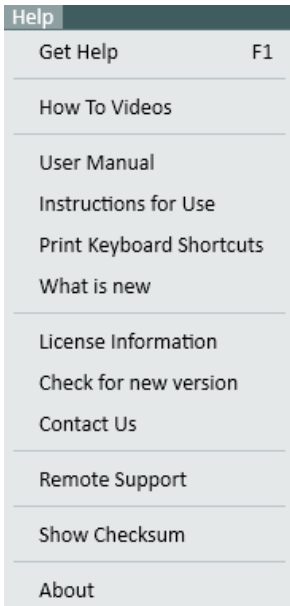 Help
Get Help F1
How To Videos
User Manual
Instructions for Use
Print Keyboard Shortcuts
What is new
License Information
Check for new version
Contact Us
Remote Support
Show Checksum
About